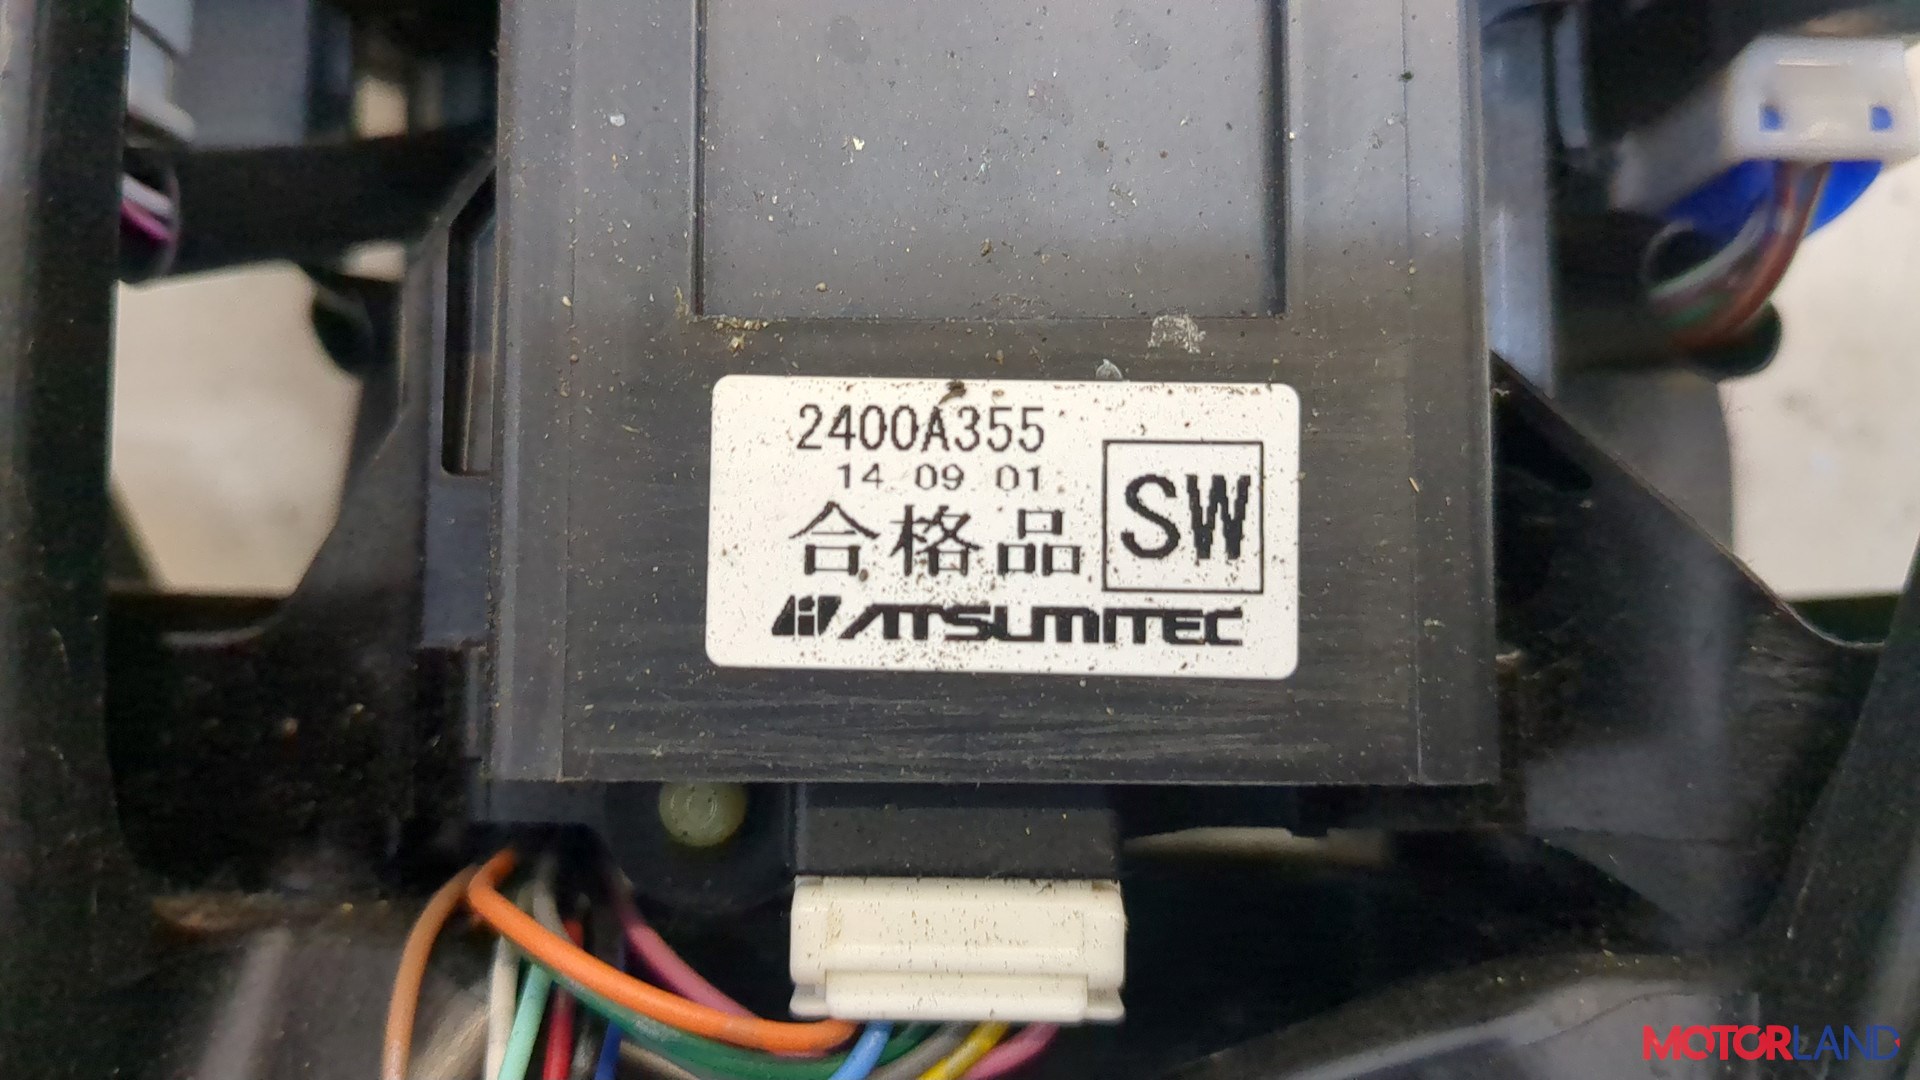 2400A355
14 09 01
合格品
SW
ATSUMITEC
MOTORLAND